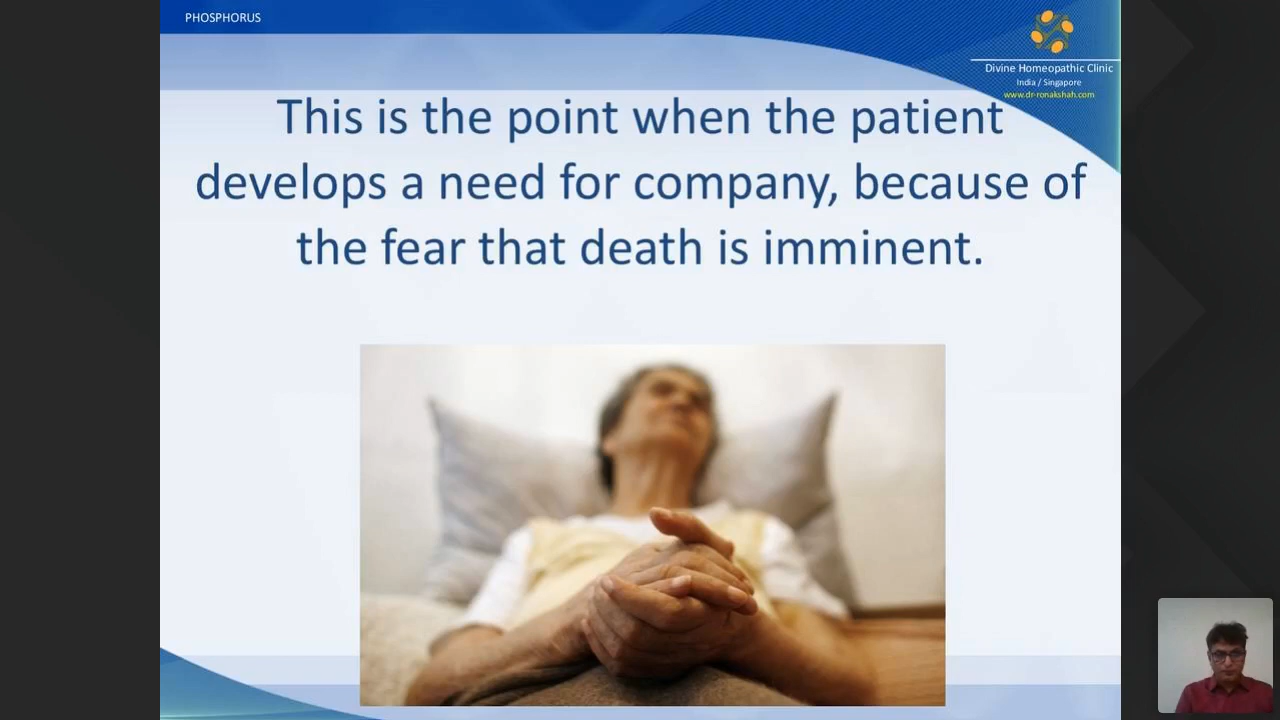 PHOSPHORUS
Divine Homeopathic Clinic
India / Singapore
www.dr-ronakshah.com
This is the point when the patient
develops a need for company, because of
the fear that death is imminent.